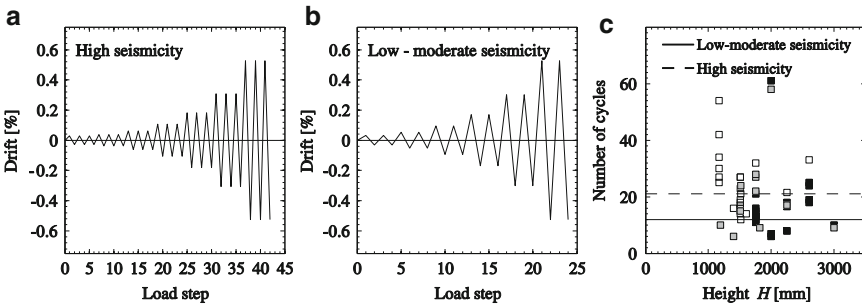 a
High seismicity
Drift [%]
0.6
0.4
0.2
0
-0.2
-0.4
-0.6
0 5 10 15 20 25 30 35 40 45
Load step
b
Low - moderate seismicity
Drift [%]
0.6
0.4
0.2
0
-0.2
-0.4
-0.6
0 5 10 15 20 25
Load step
c
Low-moderate seismicity
High seismicity
Number of cycles
80
60
40
20
0
0 1000 2000 3000
Height H [mm]